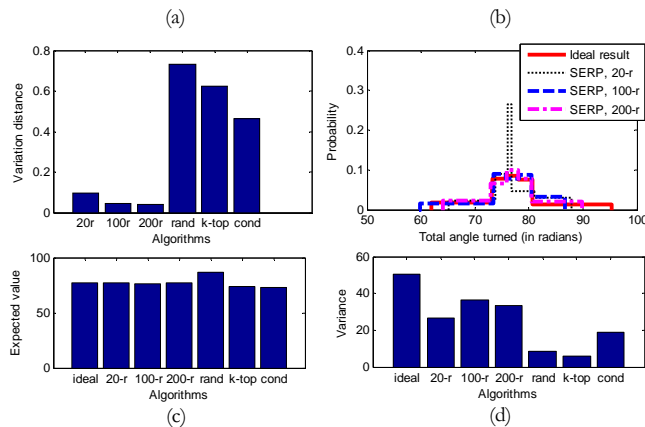 (a)
(b)
0.8
0.6
0.4
0.2
0
Variation distance
20r 100r 200r rand k-top cond
Algorithms
0.4
0.3
0.2
0.1
0
Probability
Ideal result
SERP, 20-r
SERP, 100-r
SERP, 200-r
50 60 70 80 90 100
Total angle turned (in radians)
100
50
0
Expected value
ideal 20-r 100-r 200-r rand k-top cond
Algorithms
60
40
20
0
Variance
ideal 20-r 100-r 200-r rand k-top cond
Algorithms
(c)
(d)